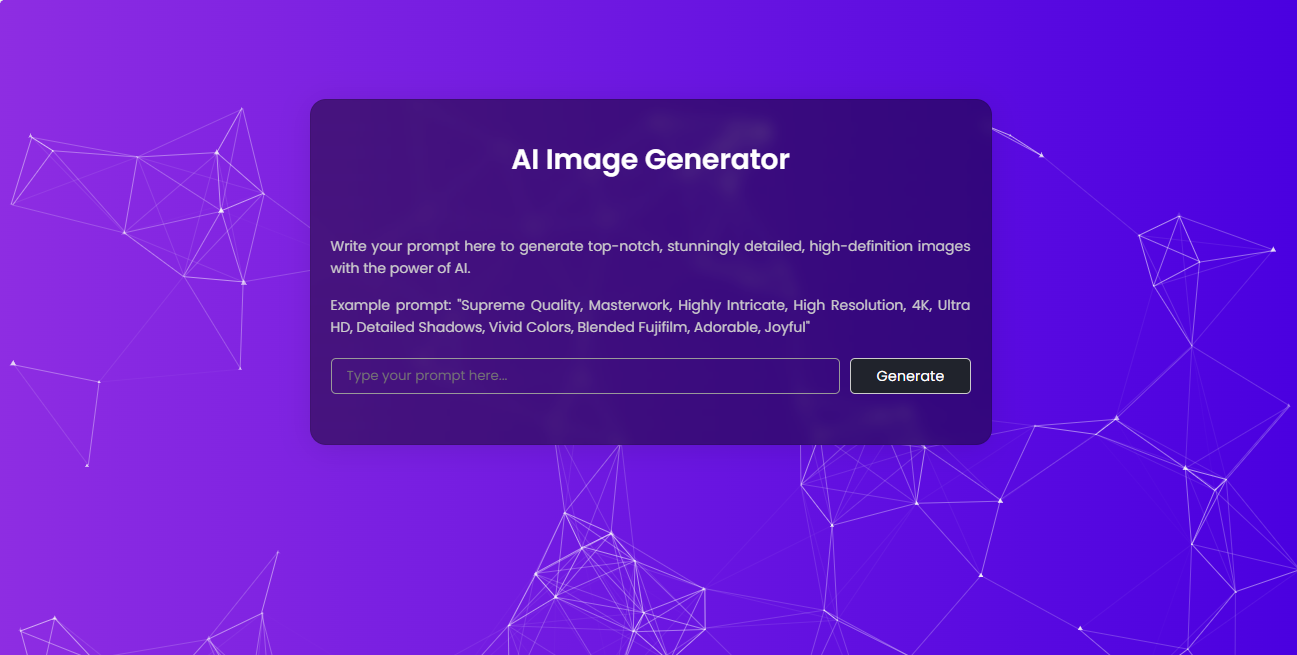 AI Image Generator
Write your prompt here to generate top-notch, stunningly detailed, high-definition images
with the power of AI.
Example prompt: "Supreme Quality, Masterwork, Highly Intricate, High Resolution, 4K, Ultra
HD, Detailed Shadows, Vivid Colors, Blended Fujifilm, Adorable, Joyful"
Type your prompt here...
Generate